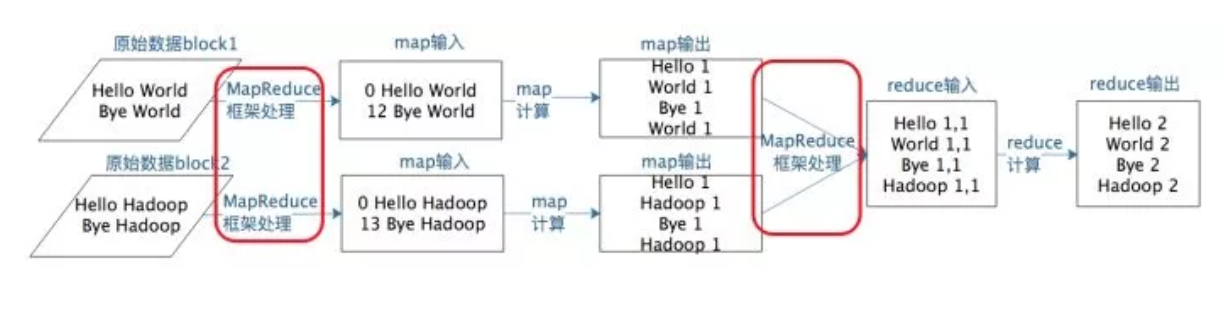 原始数据block1
Hello World
Bye World
MapReduce
框架处理
map输入
0 Hello World
12 Bye World
map
计算
map输出
Hello 1
World 1
Bye 1
World 1
原始数据block2
Hello Hadoop
Bye Hadoop
MapReduce
框架处理
map输入
0 Hello Hadoop
13 Bye Hadoop
map
计算
map输出
Hello 1
Hadoop 1
Bye 1
Hadoop 1
MapReduce
框架处理
reduce输入
Hello 1,1
World 1,1
Bye 1,1
Hadoop 1,1
reduce
计算
reduce输出
Hello 2
World 2
Bye 2
Hadoop 2